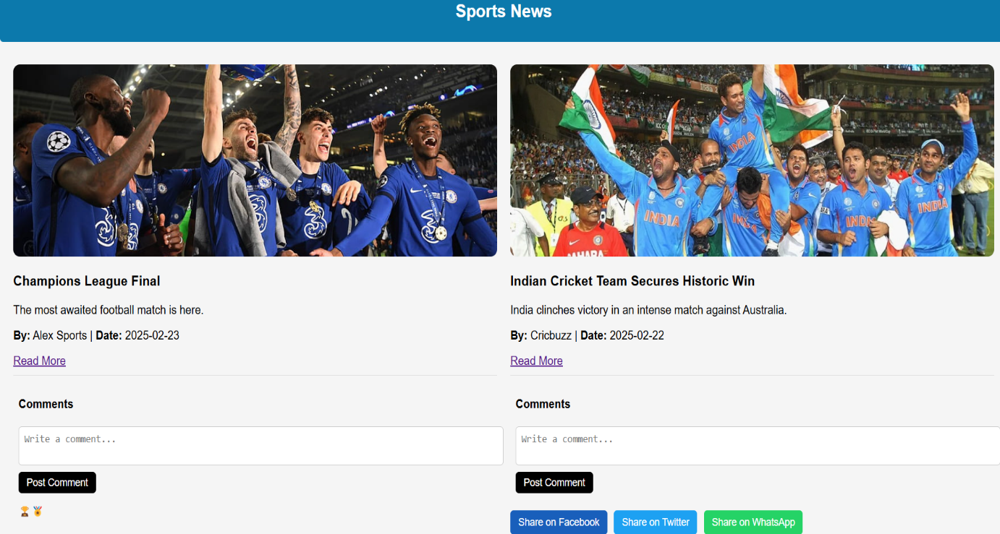 Sports News
INDIA
INDIA
INDIA
INDIA
INDIA
SAHARA
Champions League Final
The most awaited football match is here.
By: Alex Sports | Date: 2025-02-23
Read More
Comments
Write a comment...
Post Comment
Indian Cricket Team Secures Historic Win
India clinches victory in an intense match against Australia.
By: Cricbuzz | Date: 2025-02-22
Read More
Comments
Write a comment...
Post Comment
Share on Facebook
Share on Twitter
Share on WhatsApp